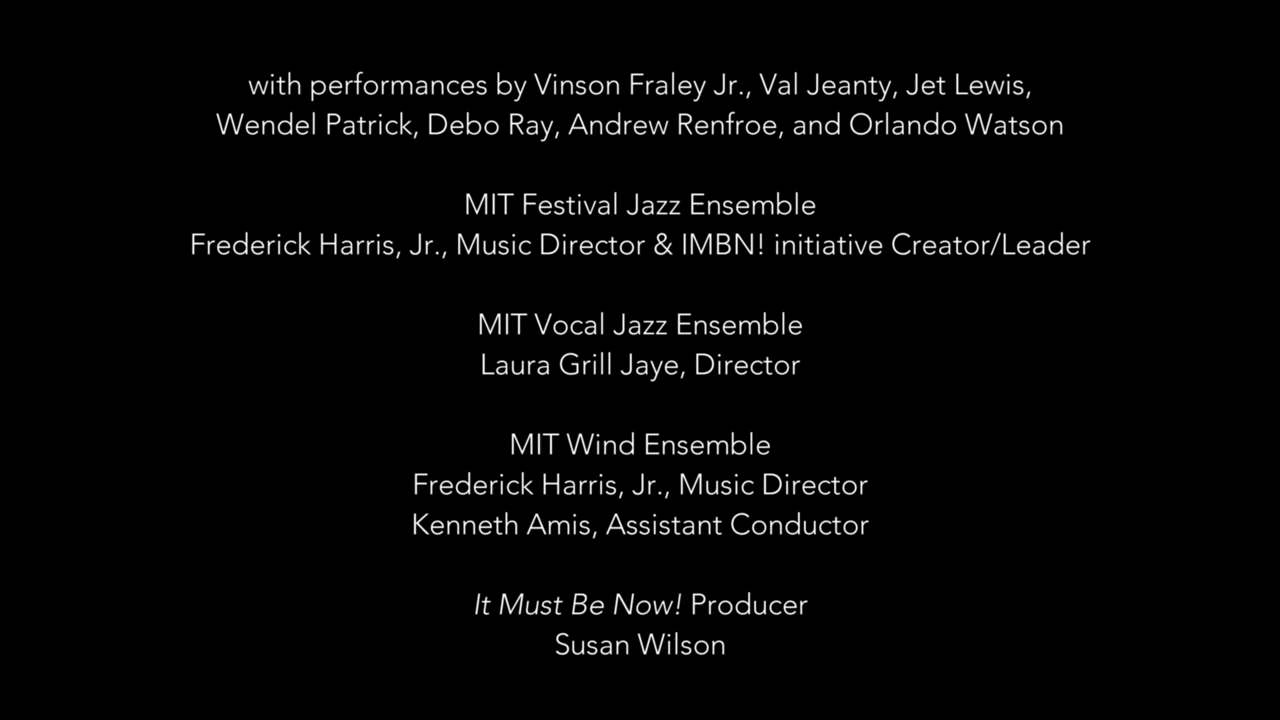 with performances by Vinson Fraley Jr., Val Jeanty, Jet Lewis,
Wendel Patrick, Debo Ray, Andrew Renfroe, and Orlando Watson
MIT Festival Jazz Ensemble
Frederick Harris, Jr., Music Director & IMBN! initiative Creator/Leader
MIT Vocal Jazz Ensemble
Laura Grill Jaye, Director
MIT Wind Ensemble
Frederick Harris, Jr., Music Director
Kenneth Amis, Assistant Conductor
It Must Be Now! Producer
Susan Wilson